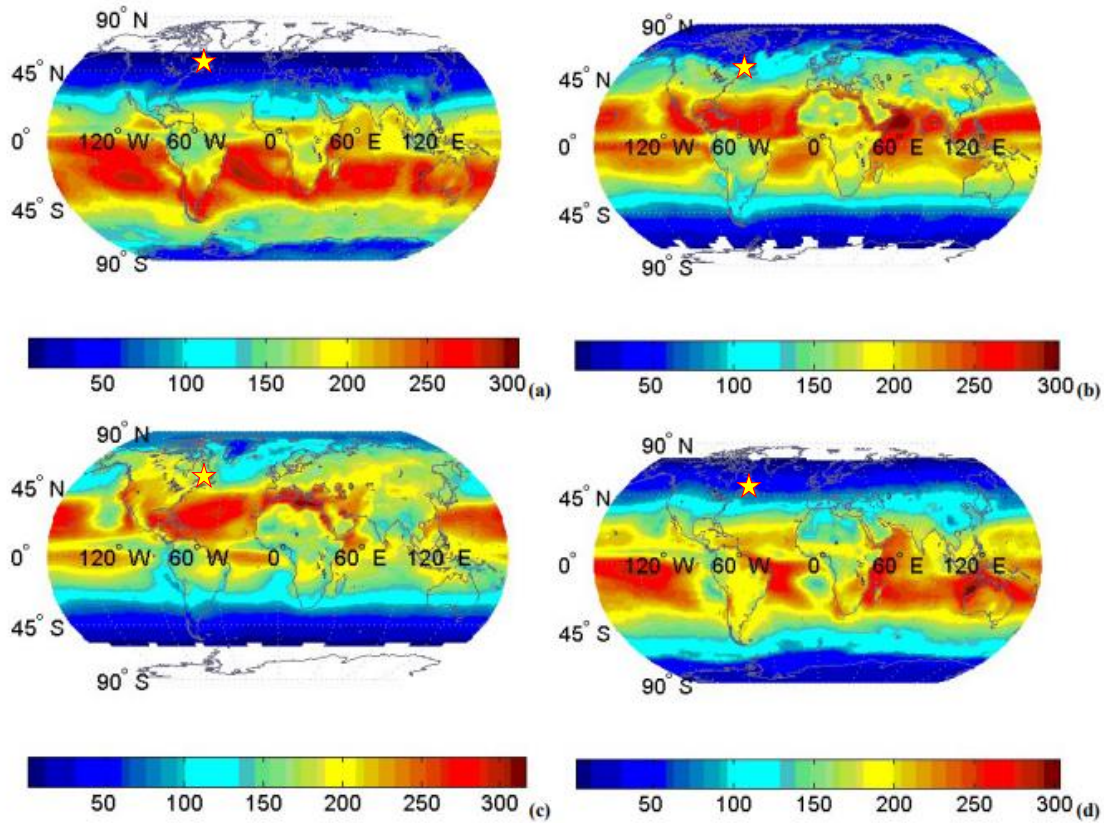 90° N
45° N
0°
120° W 60° W 0° 60° E 120° E
45° S
90° S
50 100 150 200 250 300 (a)
90° N
45° N
0°
120° W 60° W 0° 60° E 120° E
45° S
90° S
50 100 150 200 250 300 (b)
90° N
45° N
0°
120° W 60° W 0° 60° E 120° E
45° S
90° S
50 100 150 200 250 300 (c)
90° N
45° N
0°
120° W 60° W 0° 60° E 120° E
45° S
90° S
50 100 150 200 250 300 (d)